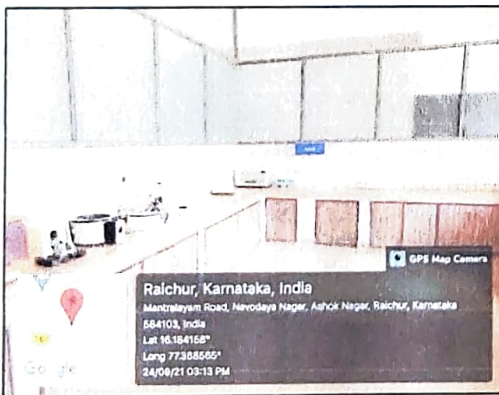 GPS Map Camera
Raichur, Karnataka, India
Mantralayam Road, Navodaya Nagar, Ashok Nagar, Raichur, Karnataka
584103, India
Lat 16.184158°
Long 77.368565°
24/09/21 03:13 PM
Google